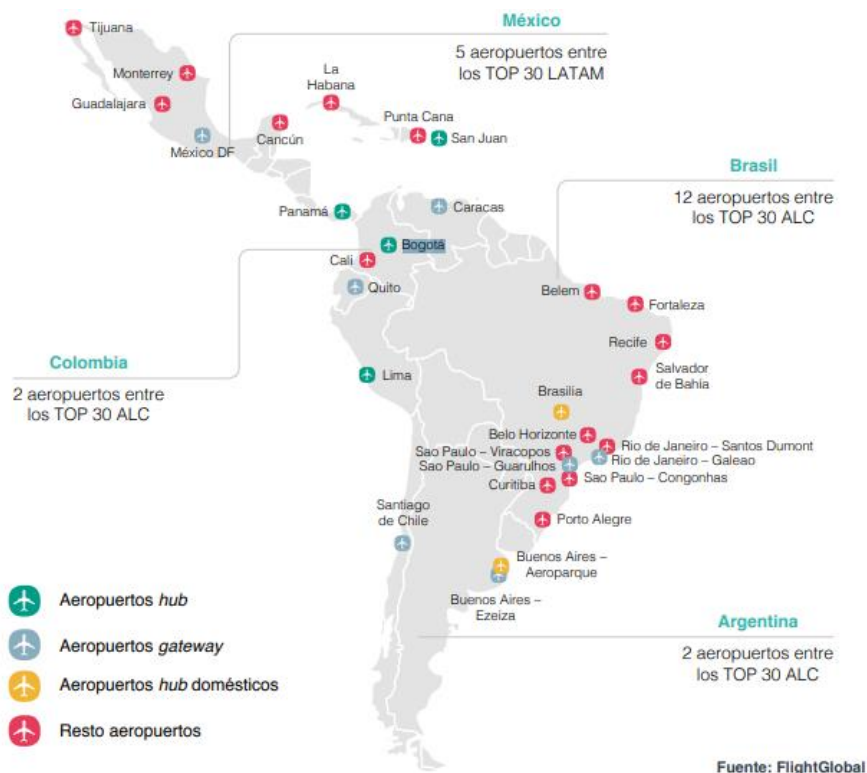 México
5 aeropuertos entre
los TOP 30 LATAM
Tijuana
Monterrey
Guadalajara
México DF
Cancún
La
Habana
Punta Cana
San Juan
Brasil
12 aeropuertos entre
los TOP 30 ALC
Panamá
Caracas
Bogotá
Cali
Quito
Belem
Fortaleza
Recife
Salvador
de Bahía
Colombia
2 aeropuertos entre
los TOP 30 ALC
Lima
Brasilia
Belo Horizonte
Rio de Janeiro – Santos Dumont
Sao Paulo – Viracopos
Rio de Janeiro – Galeao
Sao Paulo – Guarulhos
Sao Paulo – Congonhas
Curitiba
Santiago
de Chile
Porto Alegre
Buenos Aires –
Aeroparque
Buenos Aires –
Ezeiza
Argentina
2 aeropuertos entre
los TOP 30 ALC
Aeropuertos hub
Aeropuertos gateway
Aeropuertos hub domésticos
Resto aeropuertos
Fuente: FlightGlobal